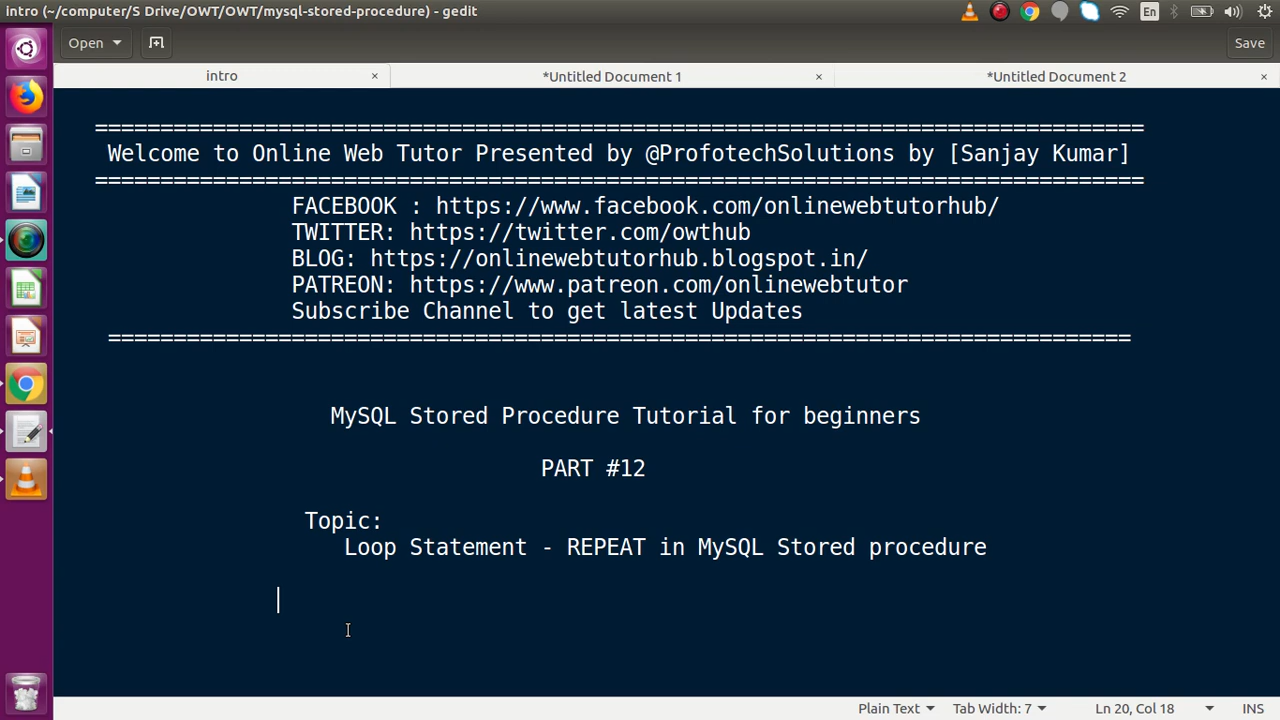 intro (~/computer/S Drive/OWT/OWT/mysql-stored-procedure) - gedit
En
Open
Save
intro
*Untitled Document 1
*Untitled Document 2
===============================================================================
Welcome to Online Web Tutor Presented by @ProfotechSolutions by [Sanjay Kumar]
===============================================================================
FACEBOOK : https://www.facebook.com/onlinewebtutorhub/
TWITTER: https://twitter.com/owthub
BLOG: https://onlinewebtutorhub.blogspot.in/
PATREON: https://www.patreon.com/onlinewebtutor
Subscribe Channel to get latest Updates
==============================================================================
MySQL Stored Procedure Tutorial for beginners
PART #12
Topic:
Loop Statement - REPEAT in MySQL Stored procedure
Plain Text
Tab Width: 7
Ln 20, Col 18
INS